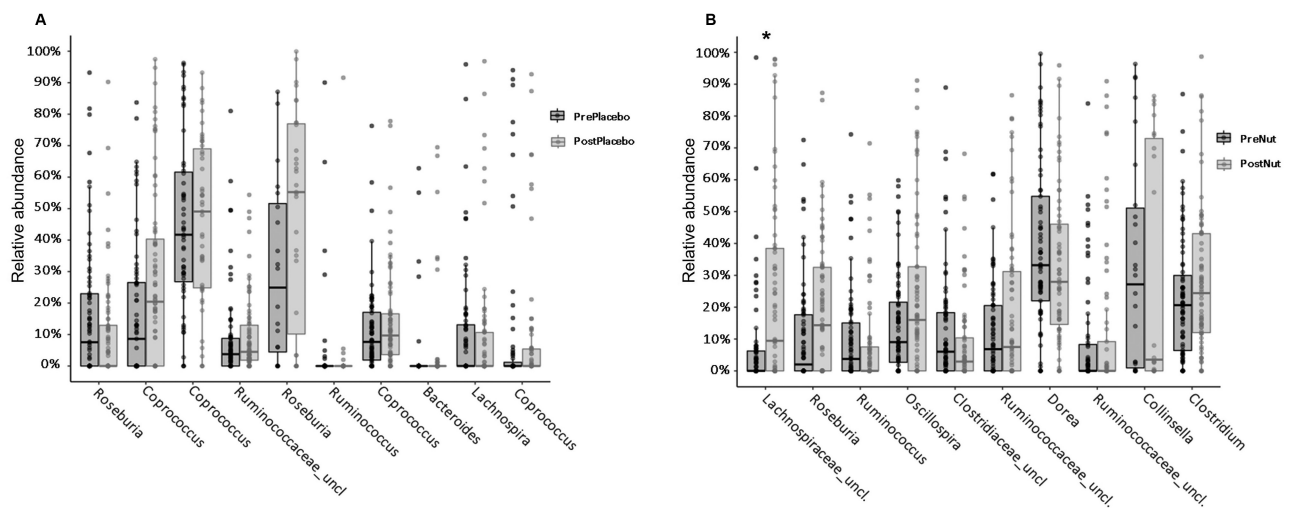 A
Relative abundance
100%
90%
80%
70%
60%
50%
40%
30%
20%
10%
0%
Roseburia
Coprococcus
Coprococcus
Ruminococcaceae_uncl
Roseburia
Ruminococcus
Coprococcus
Bacteroides
Lachnospira
Coprococcus
PrePlacebo
PostPlacebo
B
*
Relative abundance
100%
90%
80%
70%
60%
50%
40%
30%
20%
10%
0%
Lachnospiraceae_uncl.
Roseburia
Ruminococcus
Oscillospira
Clostridiaceae_uncl
Ruminococcaceae_uncl.
Dorea
Ruminococcaceae_uncl.
Collinsella
Clostridium
PreNut
PostNut